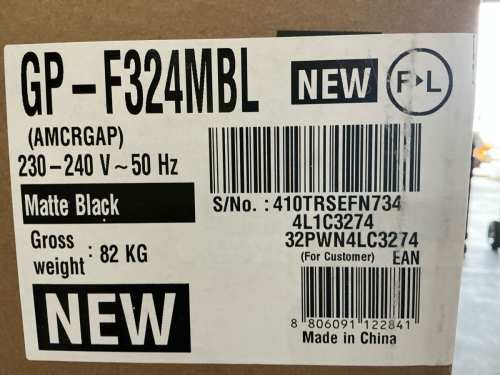 GP-F324MBL
NEW
F▸L
(AMCRGAP)
230-240 V ~ 50 Hz
Matte Black
S/No. : 410TRSEFN734
4L1C3274
32PWN4LC3274
Gross weight : 82 KG
(For Customer) EAN
NEW
8 806091 122841
Made in China